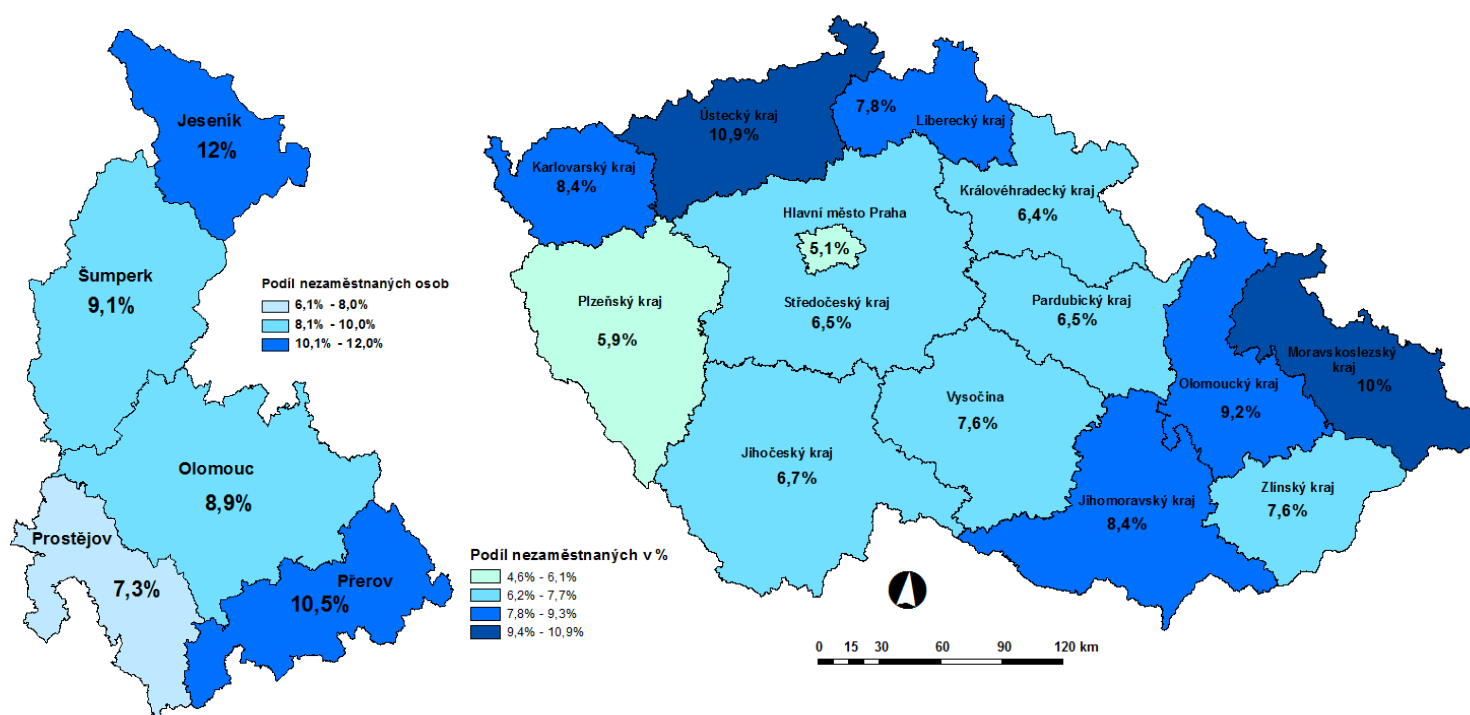 Jeseník
12%
Šumperk
9,1%
Podíl nezaměstnaných osob
6,1% - 8,0%
8,1% - 10,0%
10,1% - 12,0%
Olomouc
8,9%
Prostějov
7,3%
Přerov
10,5%
Ústecký kraj
10,9%
7,8%
Liberecký kraj
Karlovarský kraj
8,4%
Královéhradecký kraj
6,4%
Hlavní město Praha
5,1%
Plzeňský kraj
5,9%
Středočeský kraj
6,5%
Pardubický kraj
6,5%
Moravskoslezský
kraj
10%
Olomoucký kraj
9,2%
Vysočina
7,6%
Jihočeský kraj
6,7%
Jihomoravský kraj
8,4%
Zlínský kraj
7,6%
Podíl nezaměstnaných v %
4,6% - 6,1%
6,2% - 7,7%
7,8% - 9,3%
9,4% - 10,9%
0 15 30 60 90 120 km